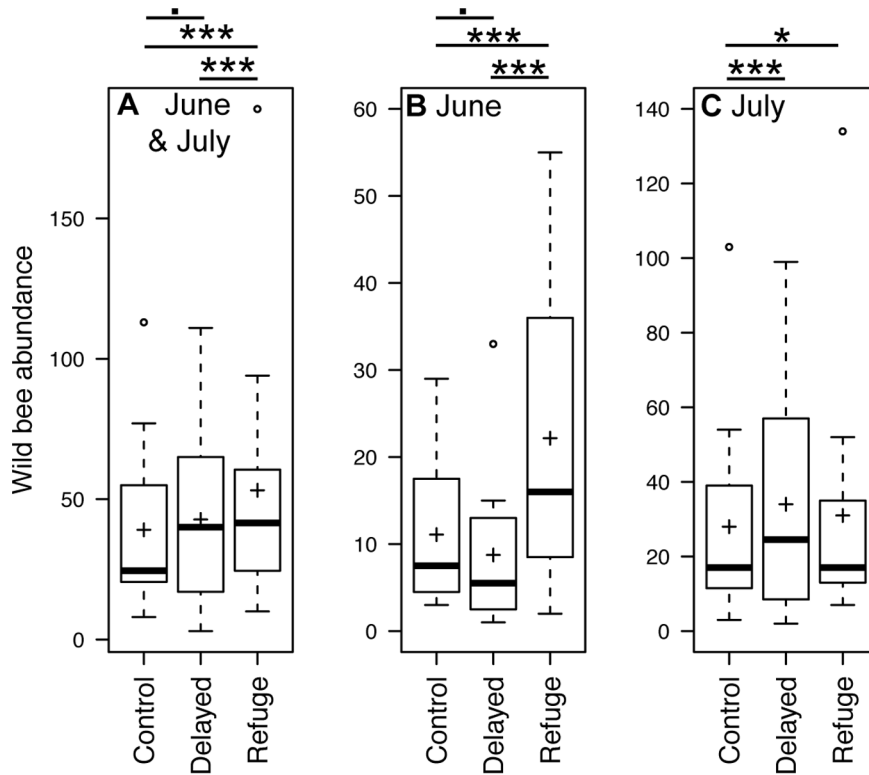 .
***
***
.
***
***
*
***
A June
& July
B June
C July
Wild bee abundance
150
100
50
0
60
50
40
30
20
10
0
140
120
100
80
60
40
20
0
Control
Delayed
Refuge
Control
Delayed
Refuge
Control
Delayed
Refuge